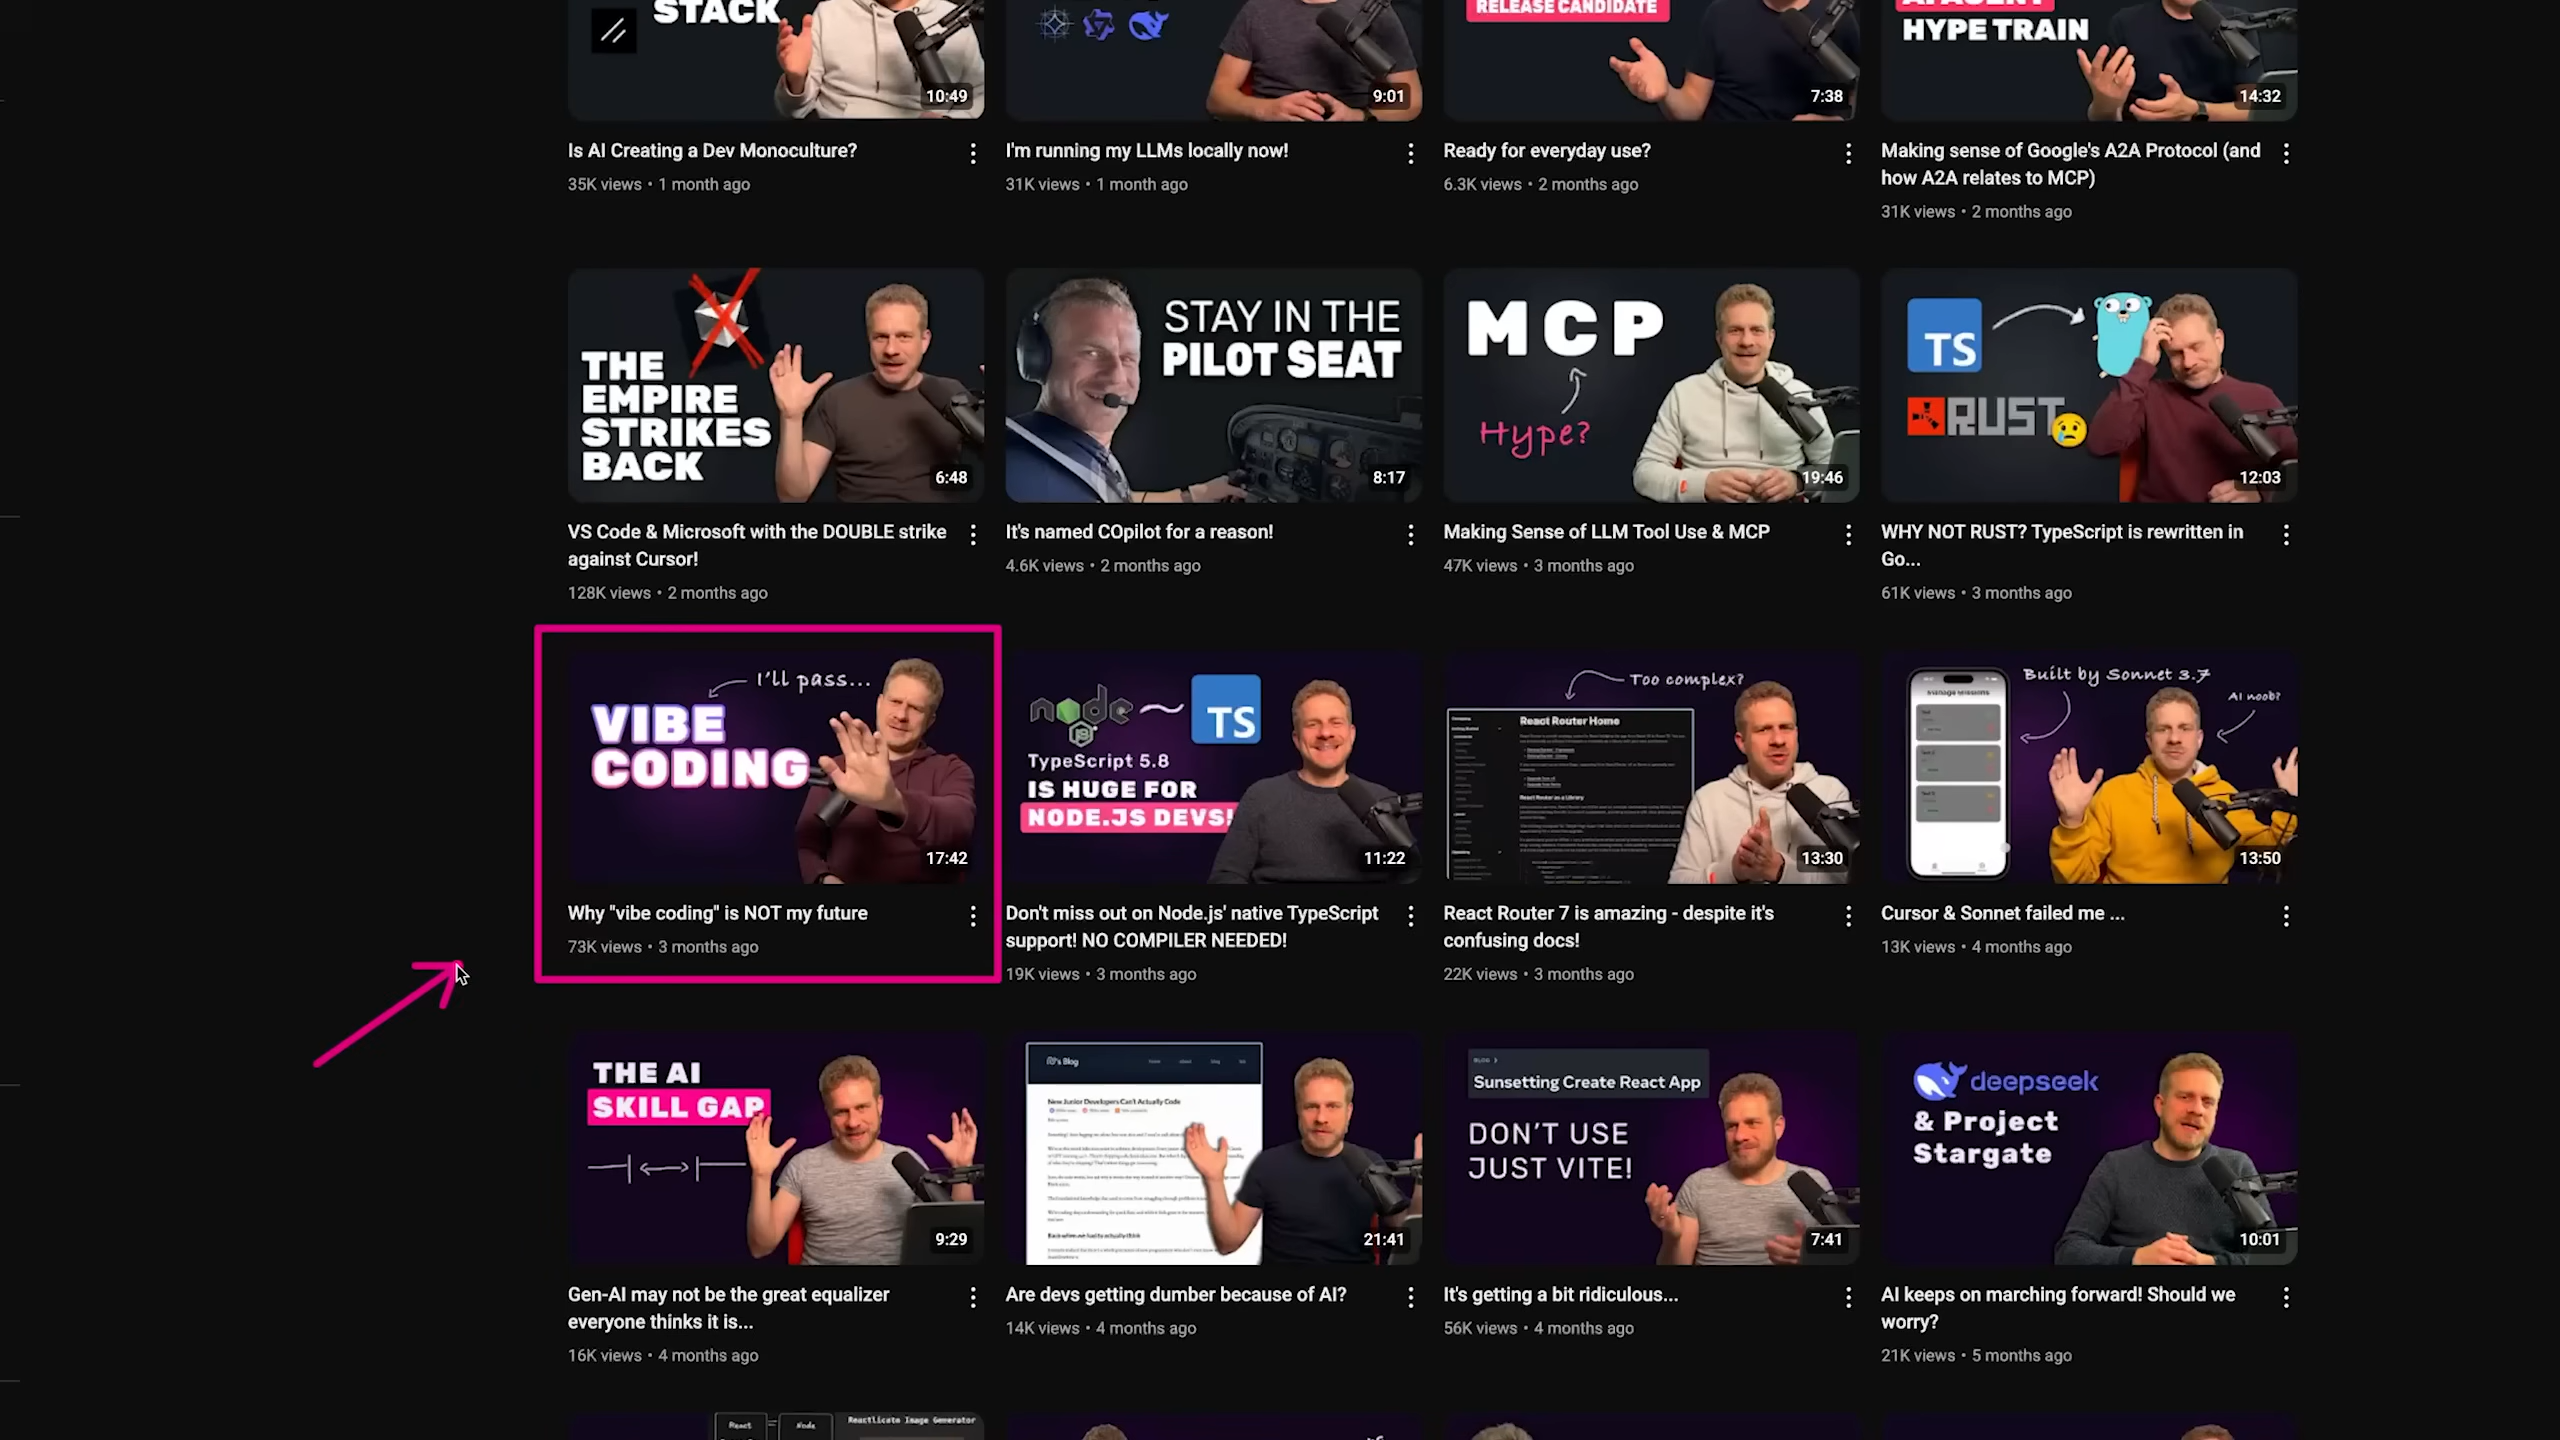 STACK
RELEASE CANDIDATE
HYPE TRAIN
10:49
9:01
7:38
14:32
Is AI Creating a Dev Monoculture?
35K views • 1 month ago
I'm running my LLMs locally now!
31K views • 1 month ago
Ready for everyday use?
6.3K views • 2 months ago
Making sense of Google's A2A Protocol (and
how A2A relates to MCP)
31K views • 2 months ago
THE
EMPIRE
STRIKES
BACK
6:48
STAY IN THE
PILOT SEAT
8:17
MCP
Hype?
19:46
TS
RUST
12:03
VS Code & Microsoft with the DOUBLE strike
against Cursor!
128K views • 2 months ago
It's named COpilot for a reason!
4.6K views • 2 months ago
Making Sense of LLM Tool Use & MCP
47K views • 3 months ago
WHY NOT RUST? TypeScript is rewritten in
Go...
61K views • 3 months ago
I'll pass...
VIBE
CODING
17:42
node
JS
TS
TypeScript 5.8
IS HUGE FOR
NODE.JS DEVS!
11:22
Too complex?
React Router Home
13:30
Built by Sonnet 3.7
AI noob?
13:50
Why "vibe coding" is NOT my future
73K views • 3 months ago
Don't miss out on Node.js' native TypeScript
support! NO COMPILER NEEDED!
19K views • 3 months ago
React Router 7 is amazing - despite it's
confusing docs!
22K views • 3 months ago
Cursor & Sonnet failed me ...
13K views • 4 months ago
THE AI
SKILL GAP
9:29
New Junior Developers Can't Actually Code
21:41
BLOG >
Sunsetting Create React App
DON'T USE
JUST VITE!
7:41
deepseek
& Project
Stargate
10:01
Gen-AI may not be the great equalizer
everyone thinks it is...
16K views • 4 months ago
Are devs getting dumber because of AI?
14K views • 4 months ago
It's getting a bit ridiculous...
56K views • 4 months ago
AI keeps on marching forward! Should we
worry?
21K views • 5 months ago
React
Node
Reactlicate Image Generator